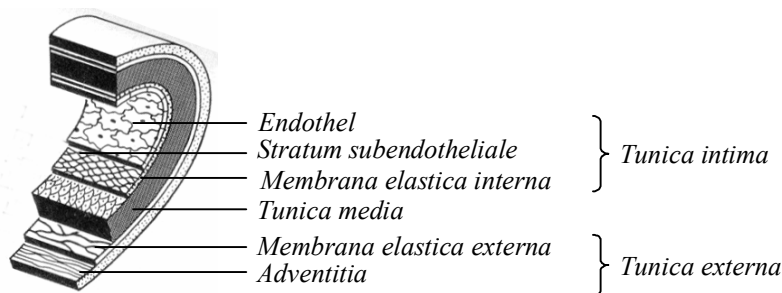 Endothel
Stratum subendotheliale
Membrana elastica interna
Tunica intima
Tunica media
Membrana elastica externa
Adventitia
Tunica externa